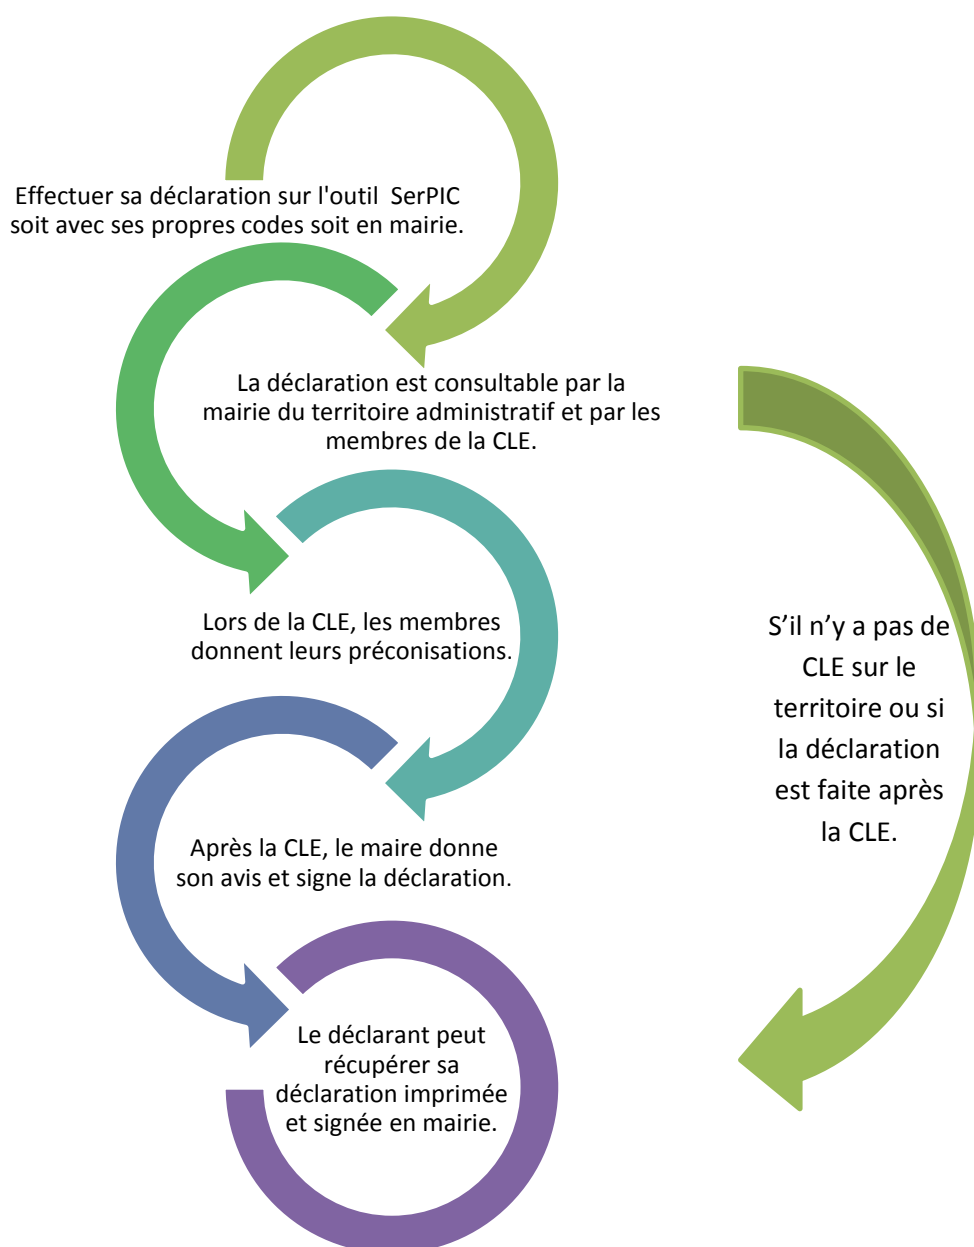 Effectuer sa déclaration sur l'outil  SerPIC
soit avec ses propres codes soit en mairie.
La déclaration est consultable par la
mairie du territoire administratif et par les
membres de la CLE.
Lors de la CLE, les membres
donnent leurs préconisations.
Après la CLE, le maire donne
son avis et signe la déclaration.
Le déclarant peut
récupérer sa
déclaration imprimée
et signée en mairie.
S’il n’y a pas de
CLE sur le
territoire ou si
la déclaration
est faite après
la CLE.